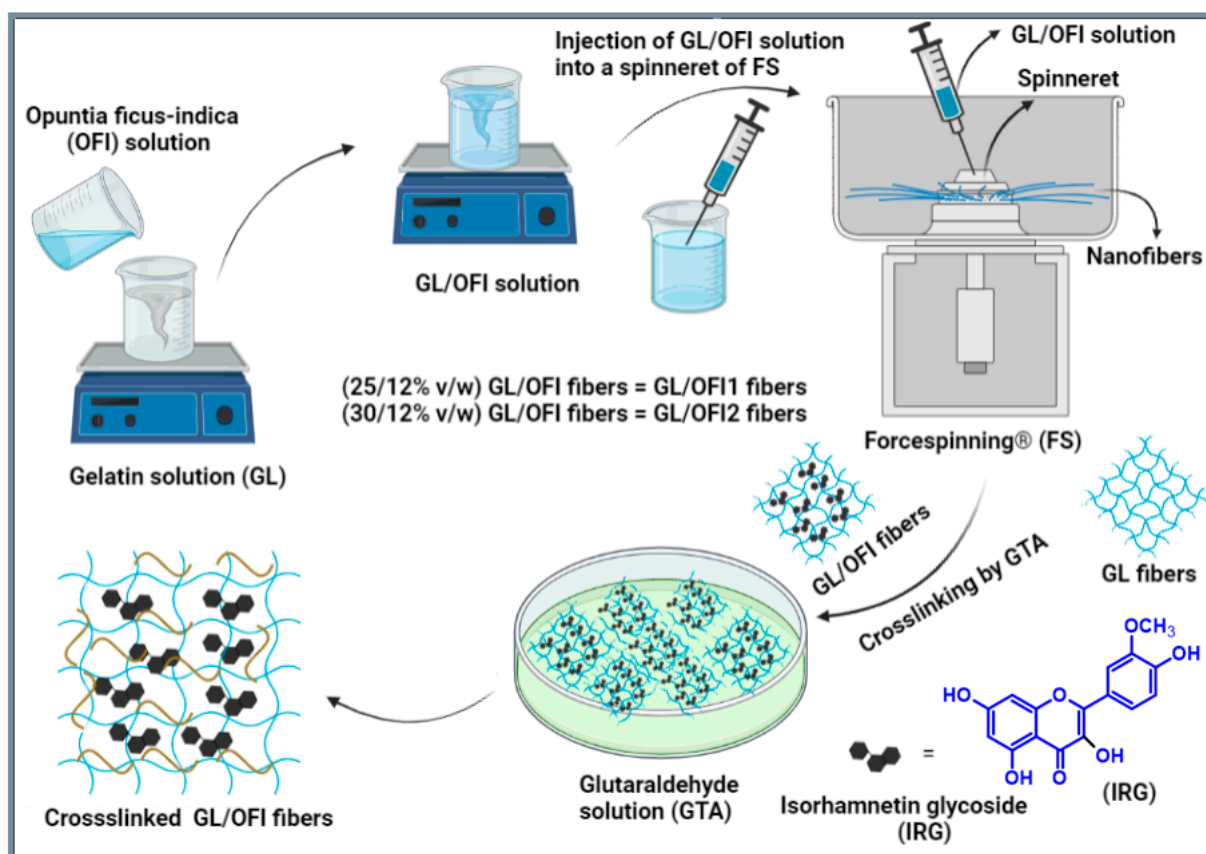 Opuntia ficus-indica
(OFI) solution
Gelatin solution (GL)
GL/OFI solution
Injection of GL/OFI solution
into a spinneret of FS
GL/OFI solution
Spinneret
Nanofibers
Forcespinning® (FS)
(25/12% v/w) GL/OFI fibers = GL/OFI1 fibers
(30/12% v/w) GL/OFI fibers = GL/OFI2 fibers
GL/OFI fibers
Crosslinking by GTA
GL fibers
Glutaraldehyde
solution (GTA)
Crossslinked GL/OFI fibers
=
Isorhamnetin glycoside
(IRG)
OCH3
OH
HO
O
OH
OH
O
(IRG)